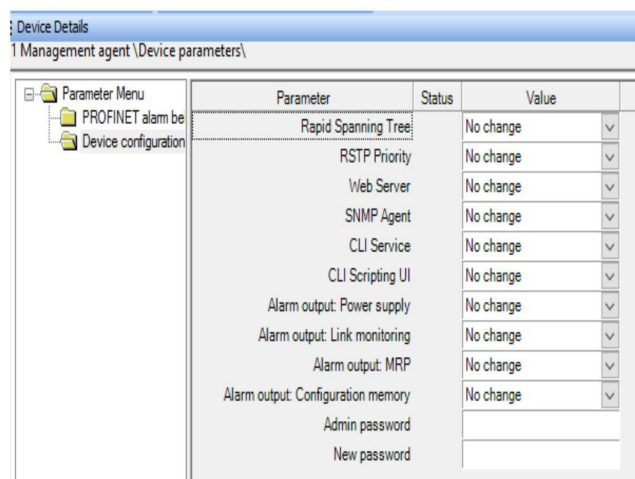 Device Details
1 Management agent \Device parameters\
Parameter Menu
PROFINET alarm be
Device configuration
Parameter Status Value
Rapid Spanning Tree No change
RSTP Priority No change
Web Server No change
SNMP Agent No change
CLI Service No change
CLI Scripting UI No change
Alarm output: Power supply No change
Alarm output: Link monitoring No change
Alarm output: MRP No change
Alarm output: Configuration memory No change
Admin password
New password